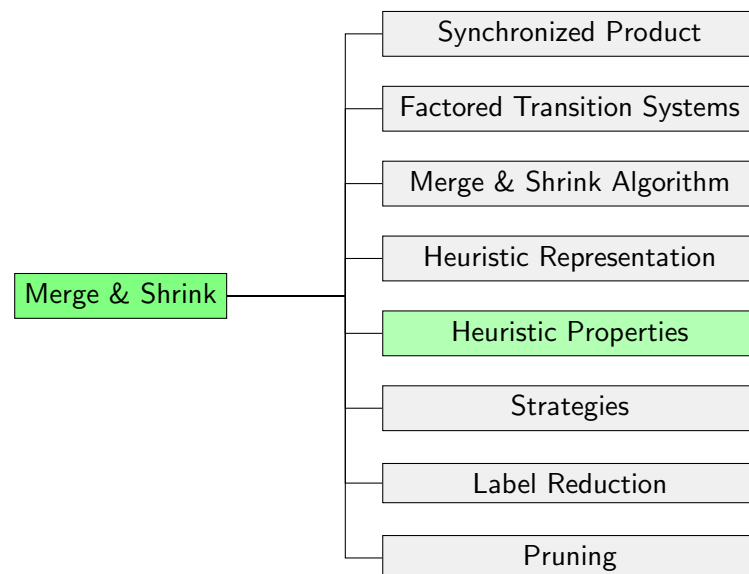 Synchronized Product
Factored Transition Systems
Merge & Shrink Algorithm
Heuristic Representation
Merge & Shrink
Heuristic Properties
Strategies
Label Reduction
Pruning